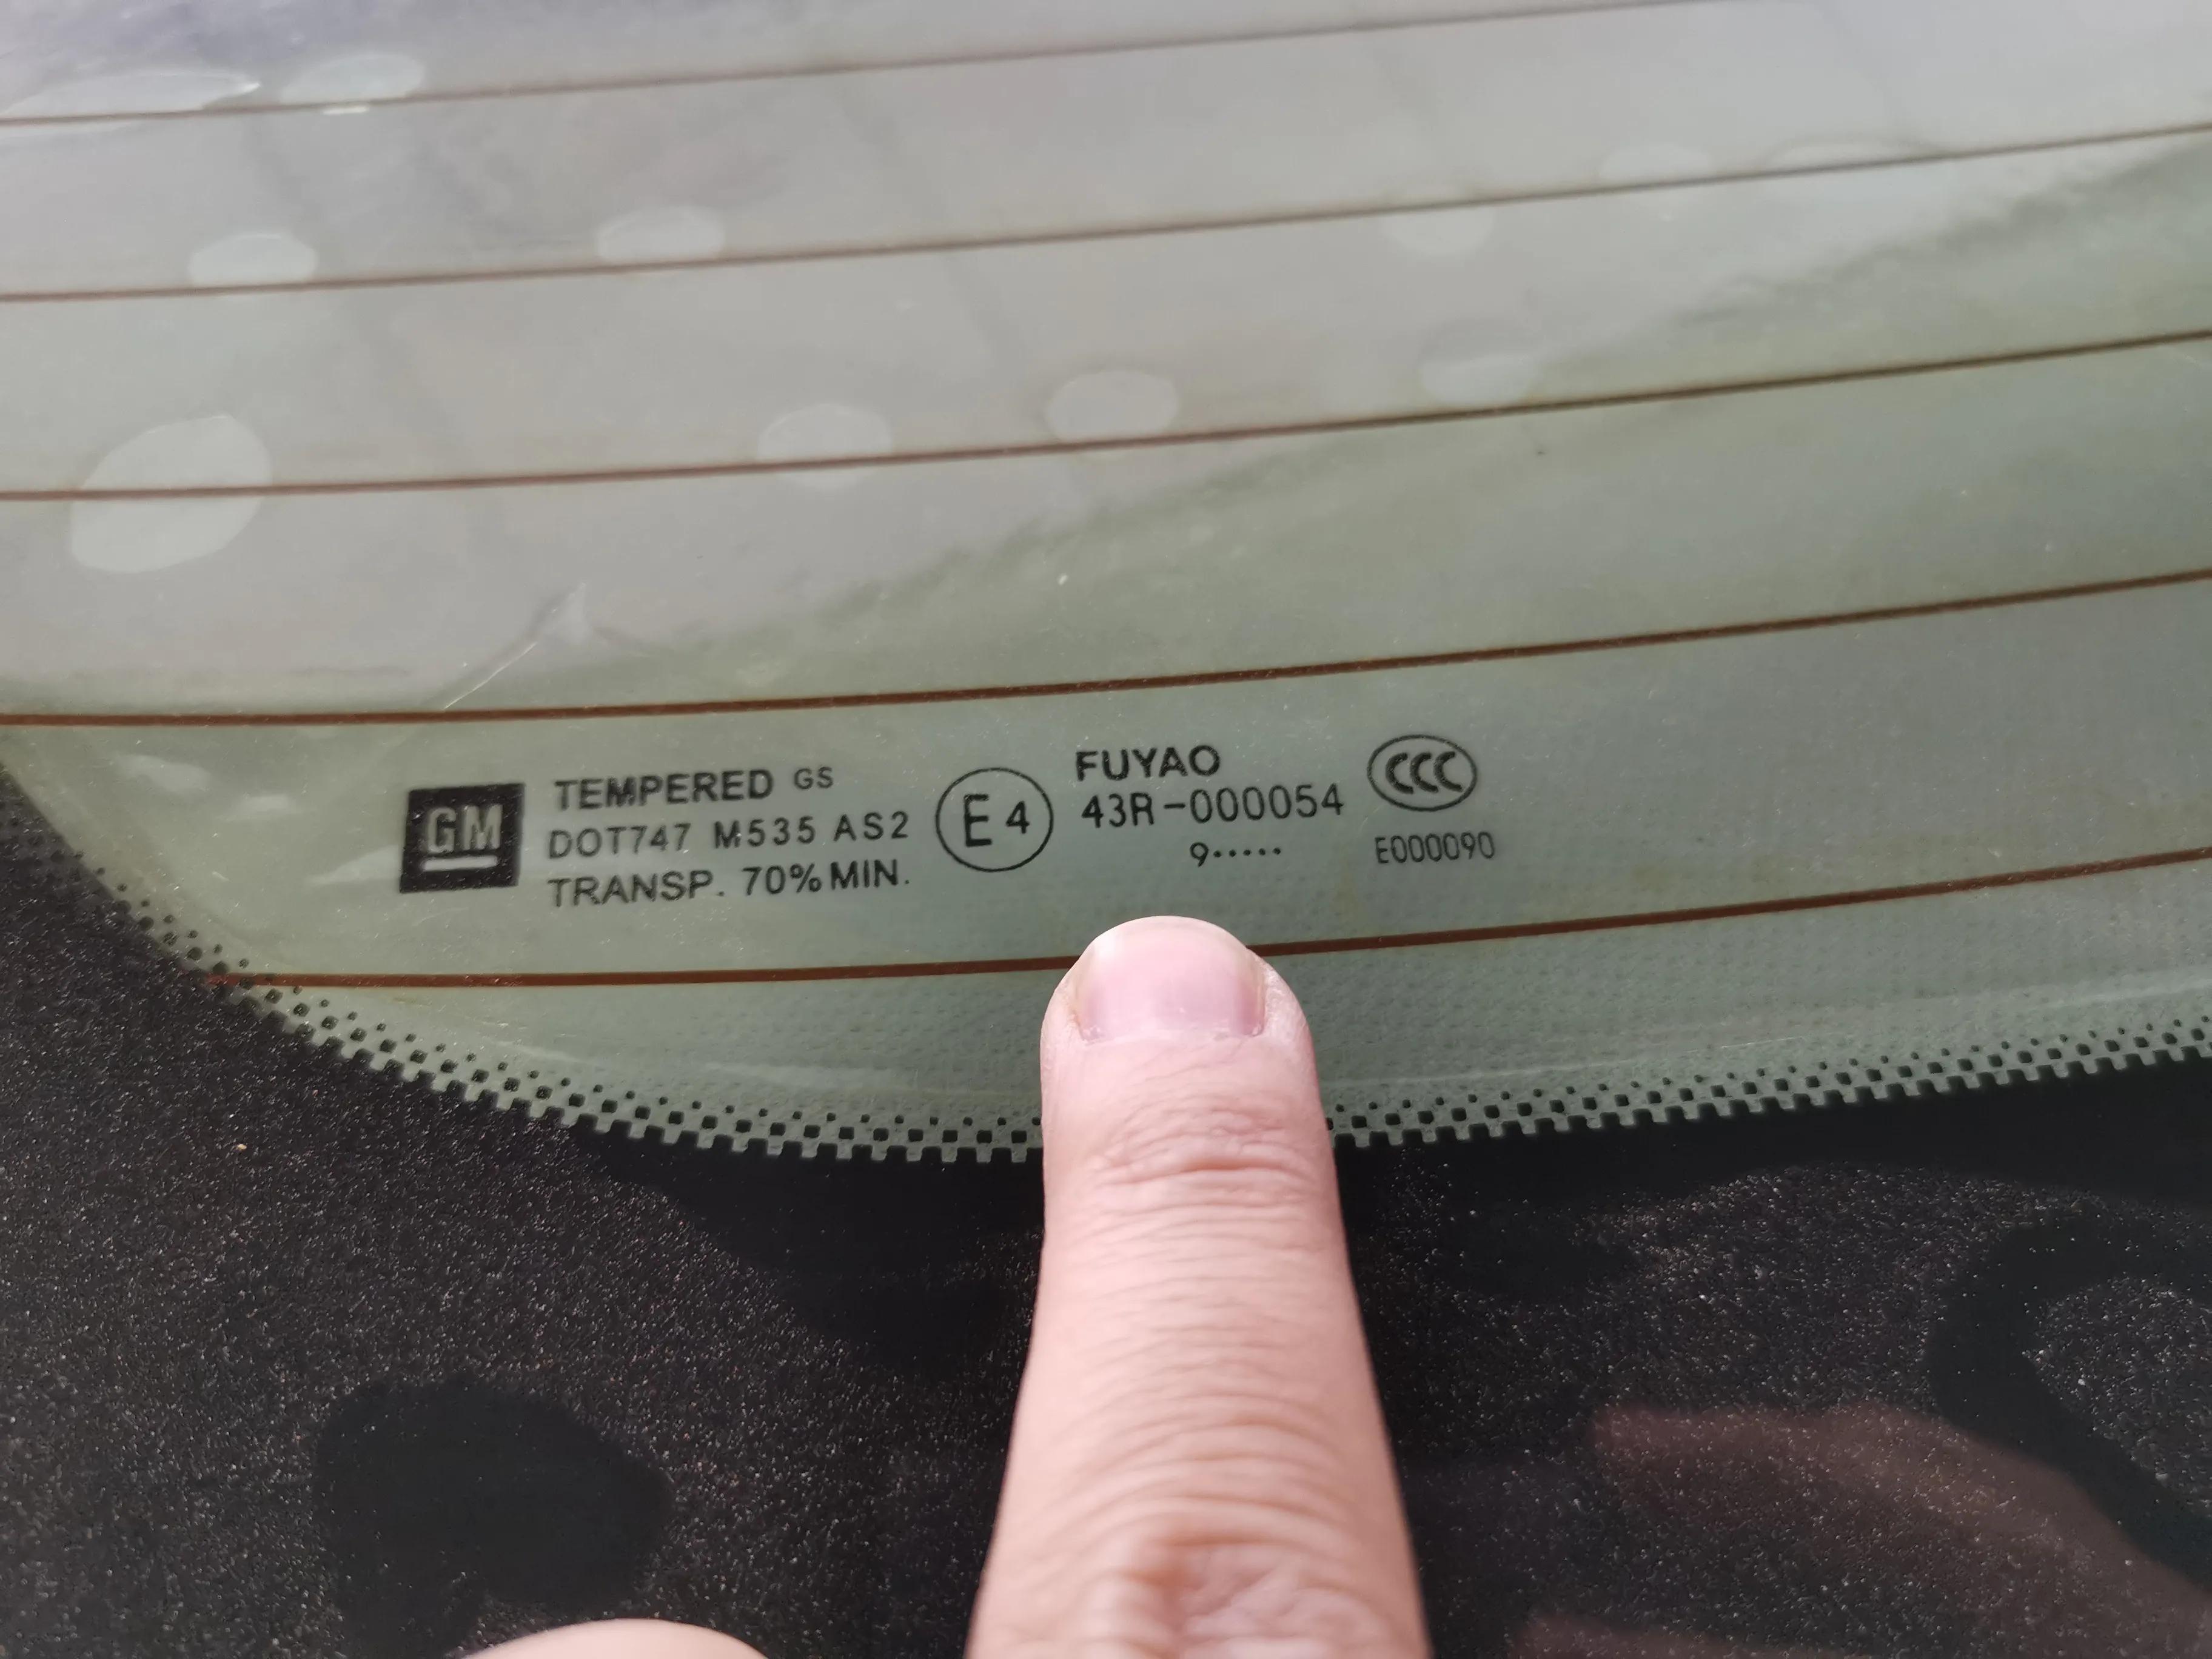 GM
TEMPERED GS
DOT747 M535 AS2
TRANSP. 70% MIN.
E4
FUYAO
43R-000054
9·····
CCC
E000090